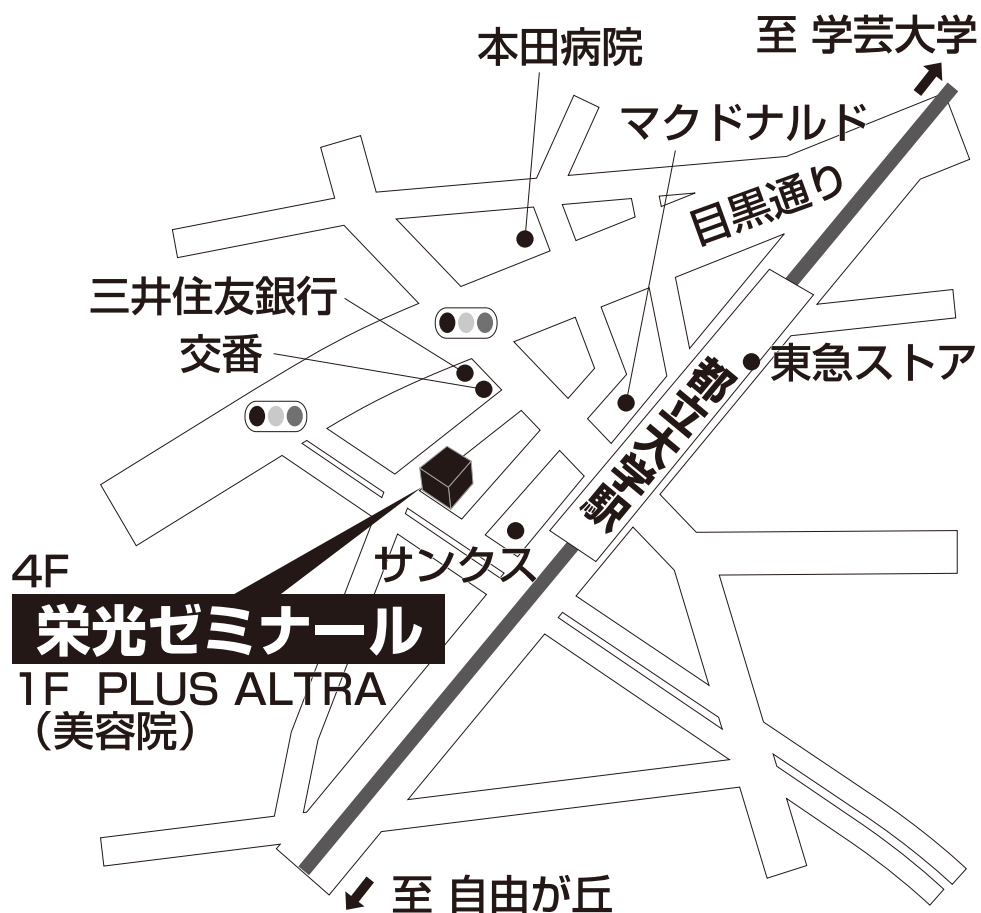 至 学芸大学
本田病院
マクドナルド
目黒通り
三井住友銀行
交番
東急ストア
都立大学駅
サンクス
4F
栄光ゼミナール
1F PLUS ALTRA
（美容院）
至 自由が丘